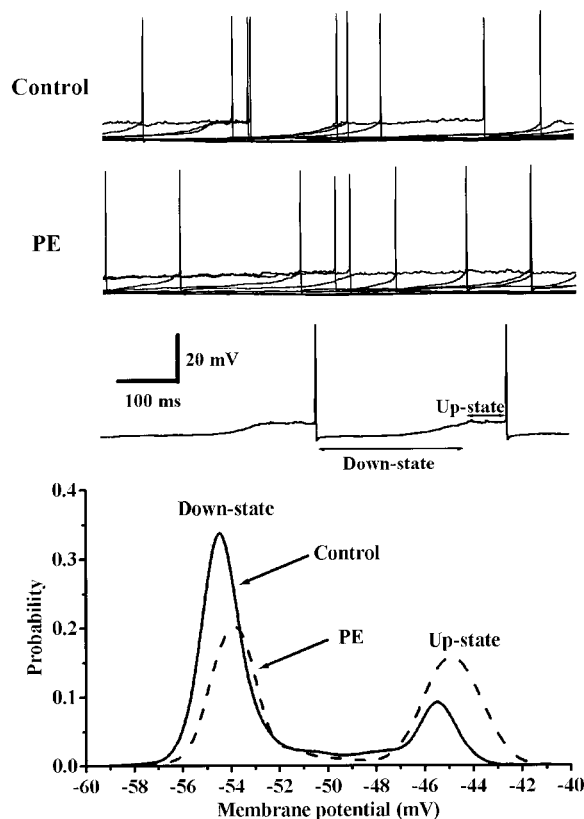 Control
PE
20 mV
100 ms
Up-state
Down-state
0.4
0.3
0.2
0.1
0.0
Probability
Down-state
Control
PE
Up-state
-60 -58 -56 -54 -52 -50 -48 -46 -44 -42 -40
Membrane potential (mV)